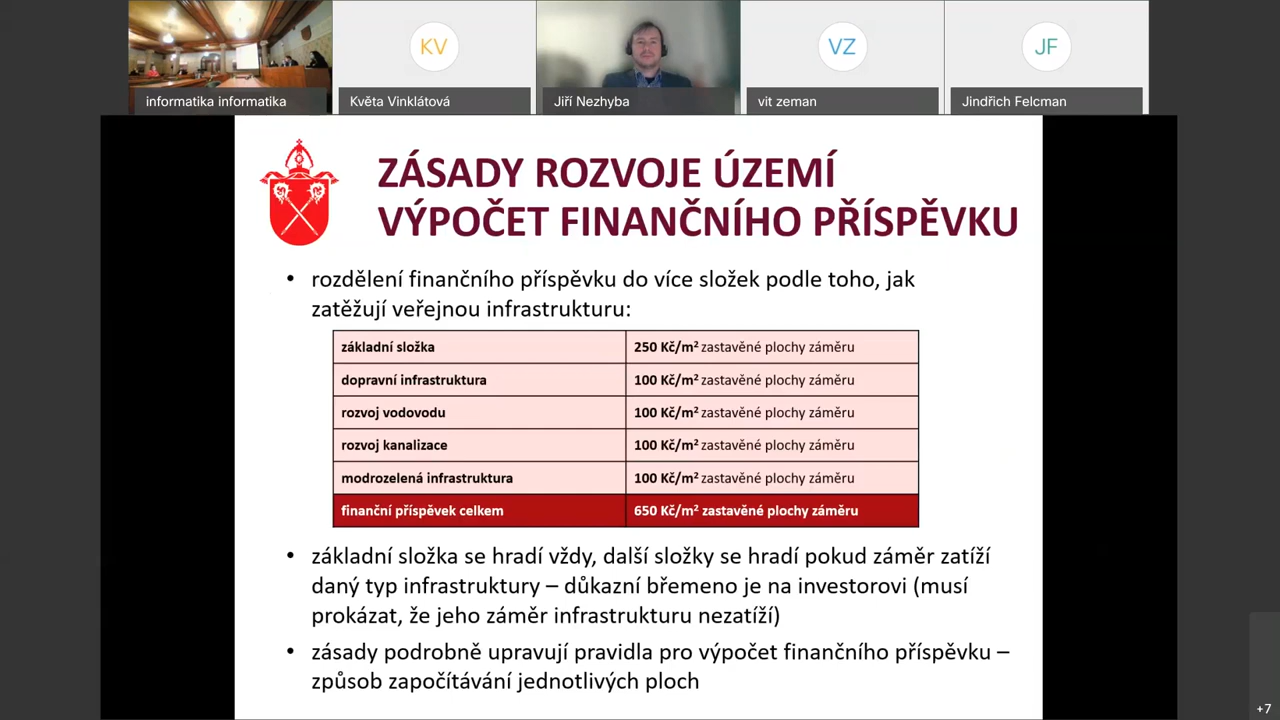 KV
VZ
JF
informatika informatika
Květa Vinklátová
Jiří Nezhyba
vit zeman
Jindřich Felcman
ZÁSADY ROZVOJE ÚZEMÍ
VÝPOČET FINANČNÍHO PŘÍSPĚVKU
• rozdělení finančního příspěvku do více složek podle toho, jak
zatěžují veřejnou infrastrukturu:
základní složka 250 Kč/m² zastavěné plochy záměru
dopravní infrastruktura 100 Kč/m² zastavěné plochy záměru
rozvoj vodovodu 100 Kč/m² zastavěné plochy záměru
rozvoj kanalizace 100 Kč/m² zastavěné plochy záměru
modrozelená infrastruktura 100 Kč/m² zastavěné plochy záměru
finanční příspěvek celkem 650 Kč/m² zastavěné plochy záměru
• základní složka se hradí vždy, další složky se hradí pokud záměr zatíží
daný typ infrastruktury – důkazní břemeno je na investorovi (musí
prokázat, že jeho záměr infrastrukturu nezatíží)
• zásady podrobně upravují pravidla pro výpočet finančního příspěvku –
způsob započítávání jednotlivých ploch
+7